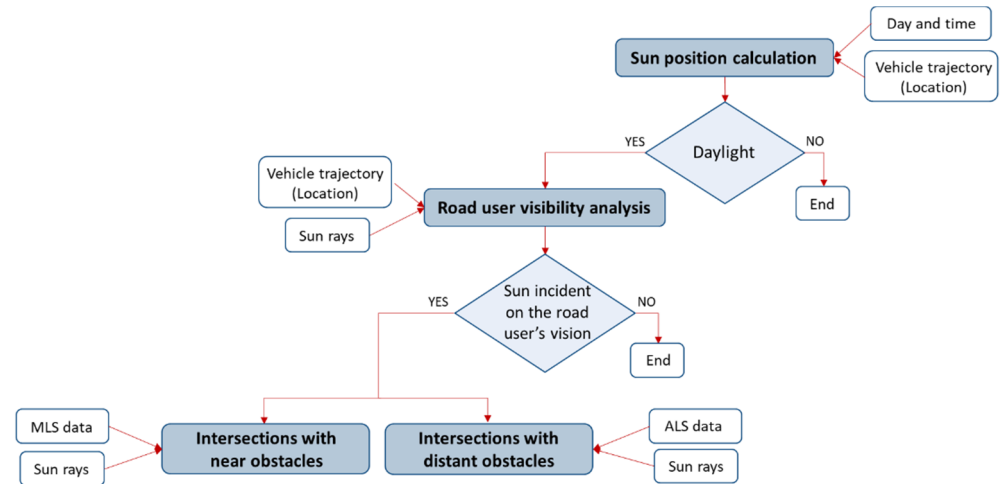 Day and time
Sun position calculation
Vehicle trajectory
(Location)
YES
Daylight
NO
Vehicle trajectory
(Location)
End
Road user visibility analysis
Sun rays
YES
Sun incident
on the road
user's vision
NO
End
MLS data
Sun rays
Intersections with
near obstacles
Intersections with
distant obstacles
ALS data
Sun rays